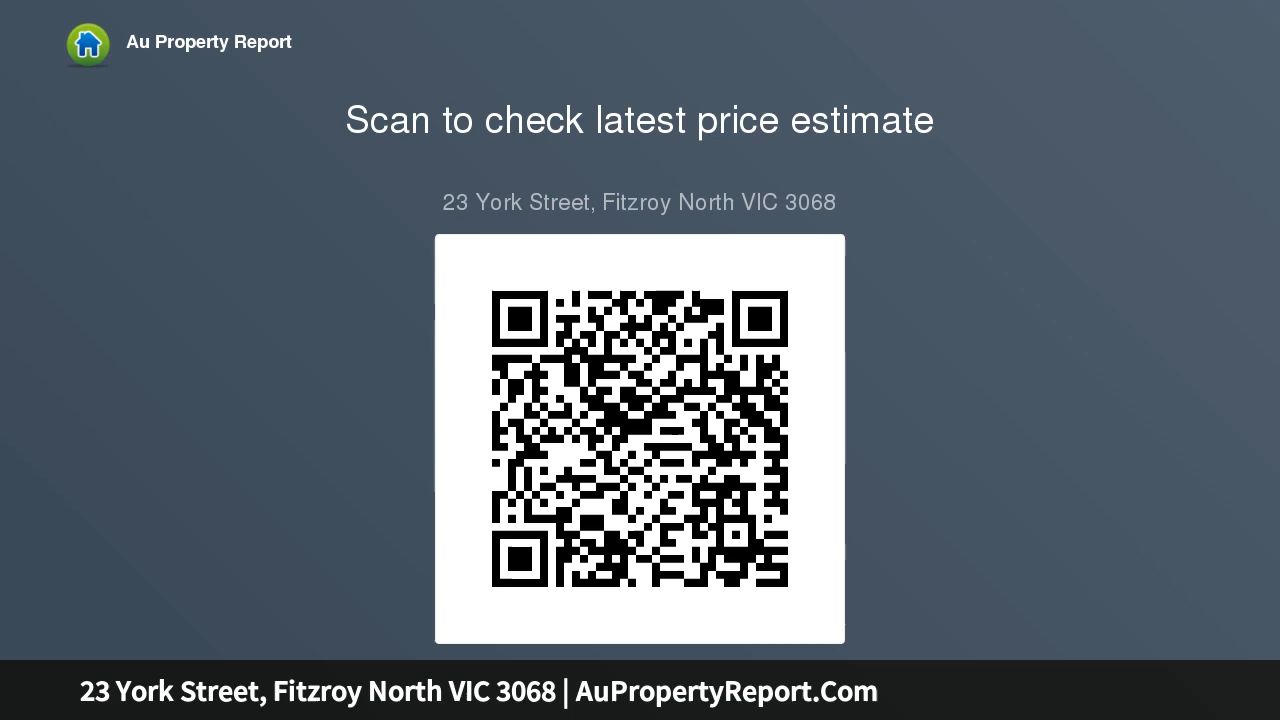 Au Property Report
Scan to check latest price estimate
23 York Street, Fitzroy North VIC 3068
23 York Street, Fitzroy North VIC 3068 | AuPropertyReport.Com